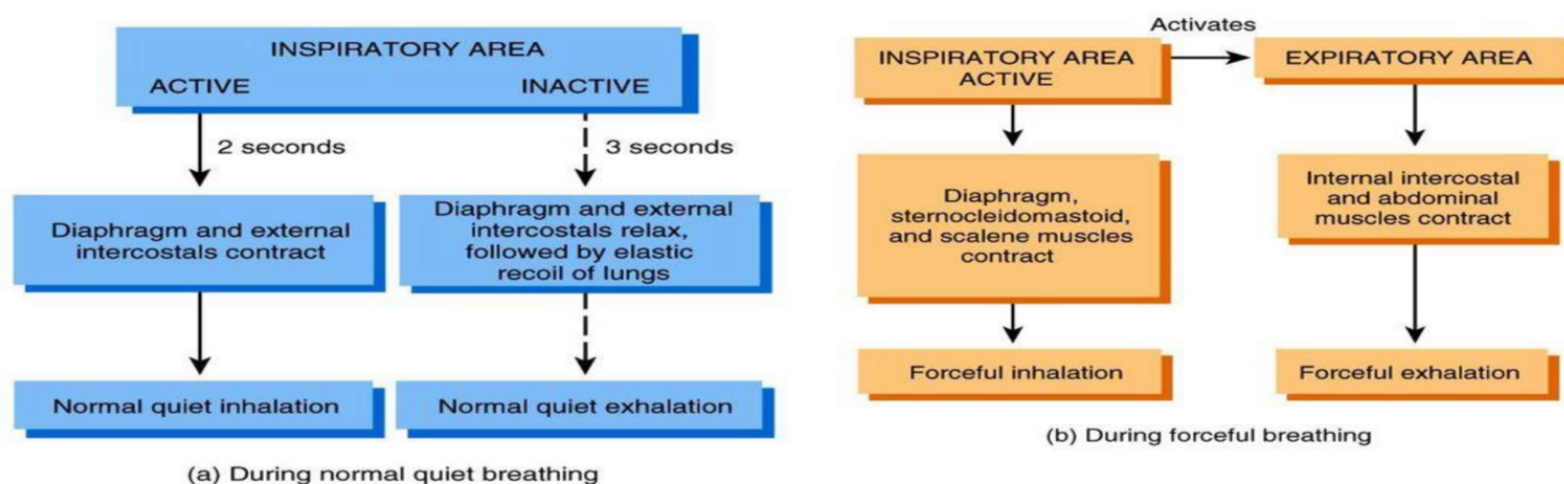 INSPIRATORY AREA
ACTIVE
INACTIVE
2 seconds
3 seconds
Diaphragm and external
intercostals contract
Diaphragm and external
intercostals relax,
followed by elastic
recoil of lungs
Normal quiet inhalation
Normal quiet exhalation
(a) During normal quiet breathing
Activates
INSPIRATORY AREA
ACTIVE
EXPIRATORY AREA
Diaphragm,
sternocleidomastoid,
and scalene muscles
contract
Internal intercostal
and abdominal
muscles contract
Forceful inhalation
Forceful exhalation
(b) During forceful breathing